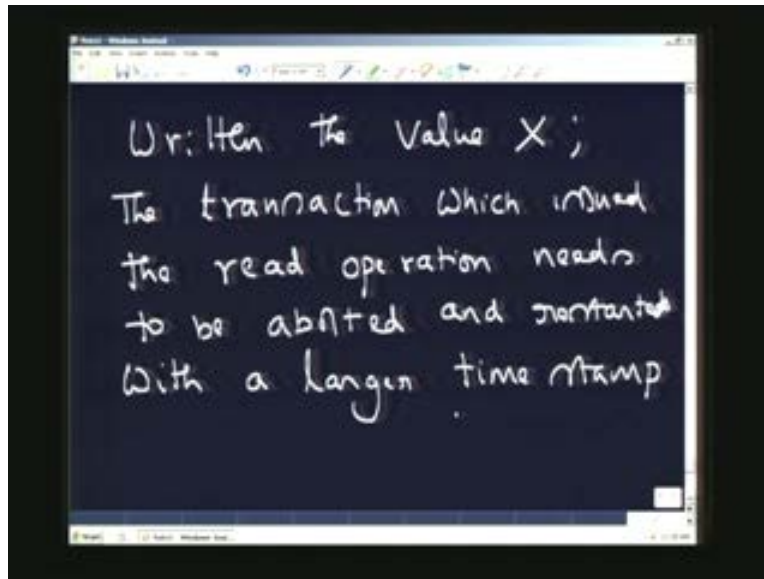 Written the value X;
The transaction which issued
the read operation needs
to be aborted and restarted
with a larger time stamp